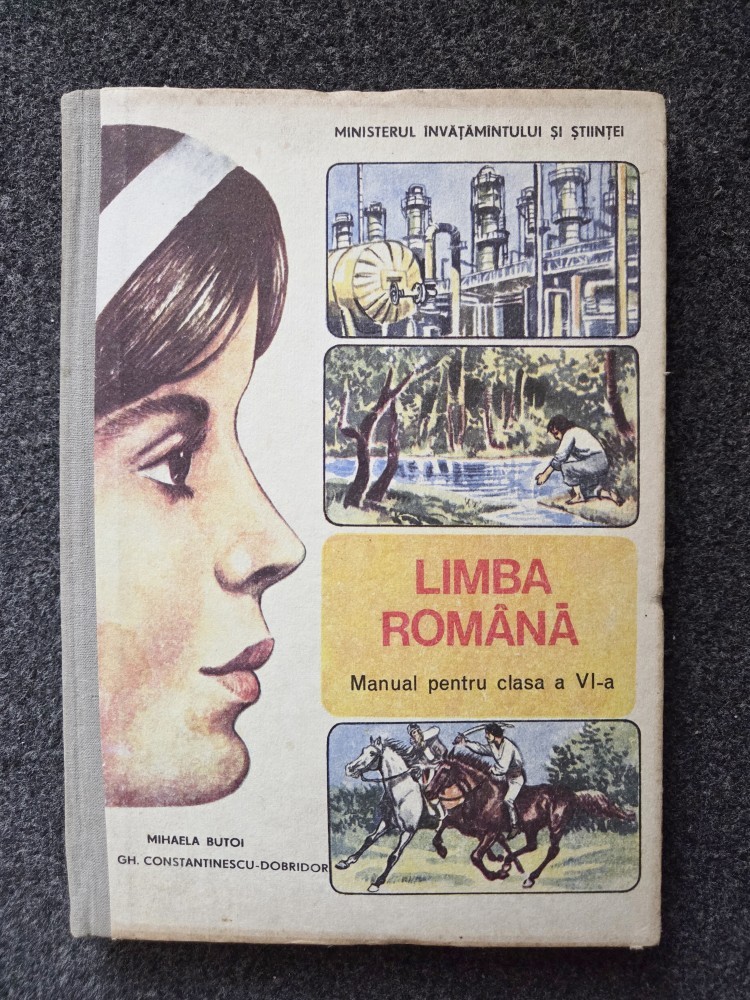 MINISTERUL ÎNVĂȚĂMÎNTULUI ȘI ȘTIINȚEI
LIMBA
ROMÂNĂ
Manual pentru clasa a VI-a
MIHAELA BUTOI
GH. CONSTANTINESCU-DOBRIDOR